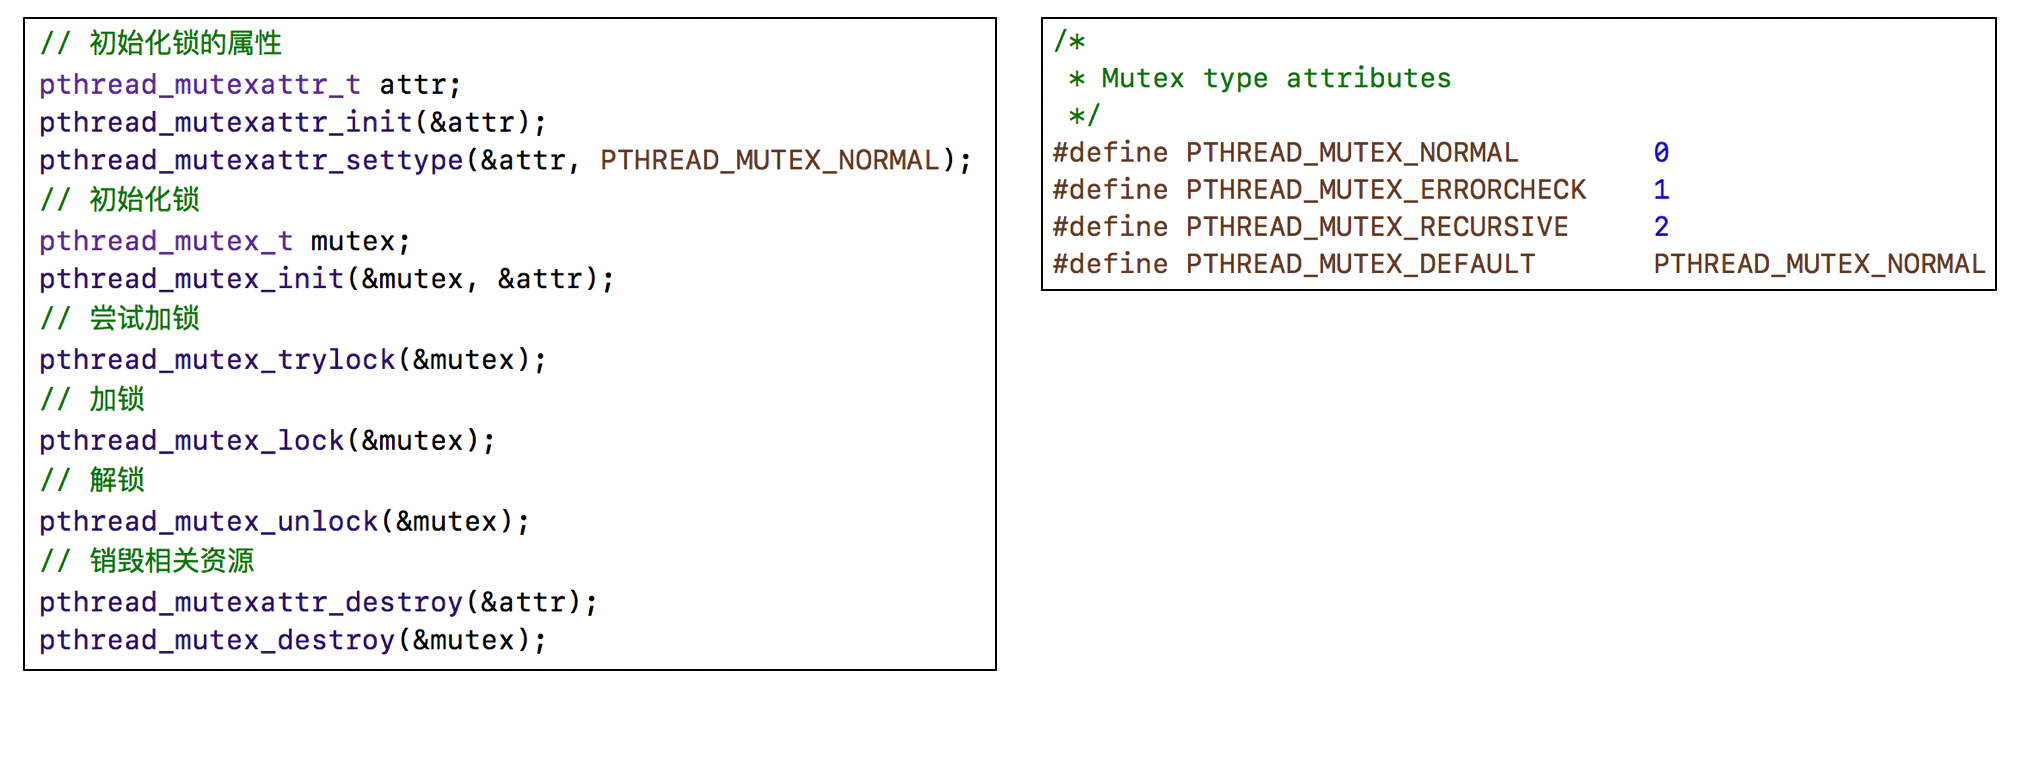 // 初始化锁的属性
pthread_mutexattr_t attr;
pthread_mutexattr_init(&attr);
pthread_mutexattr_settype(&attr, PTHREAD_MUTEX_NORMAL);
// 初始化锁
pthread_mutex_t mutex;
pthread_mutex_init(&mutex, &attr);
// 尝试加锁
pthread_mutex_trylock(&mutex);
// 加锁
pthread_mutex_lock(&mutex);
// 解锁
pthread_mutex_unlock(&mutex);
// 销毁相关资源
pthread_mutexattr_destroy(&attr);
pthread_mutex_destroy(&mutex);
/*
 * Mutex type attributes
 */
#define PTHREAD_MUTEX_NORMAL        0
#define PTHREAD_MUTEX_ERRORCHECK    1
#define PTHREAD_MUTEX_RECURSIVE     2
#define PTHREAD_MUTEX_DEFAULT       PTHREAD_MUTEX_NORMAL